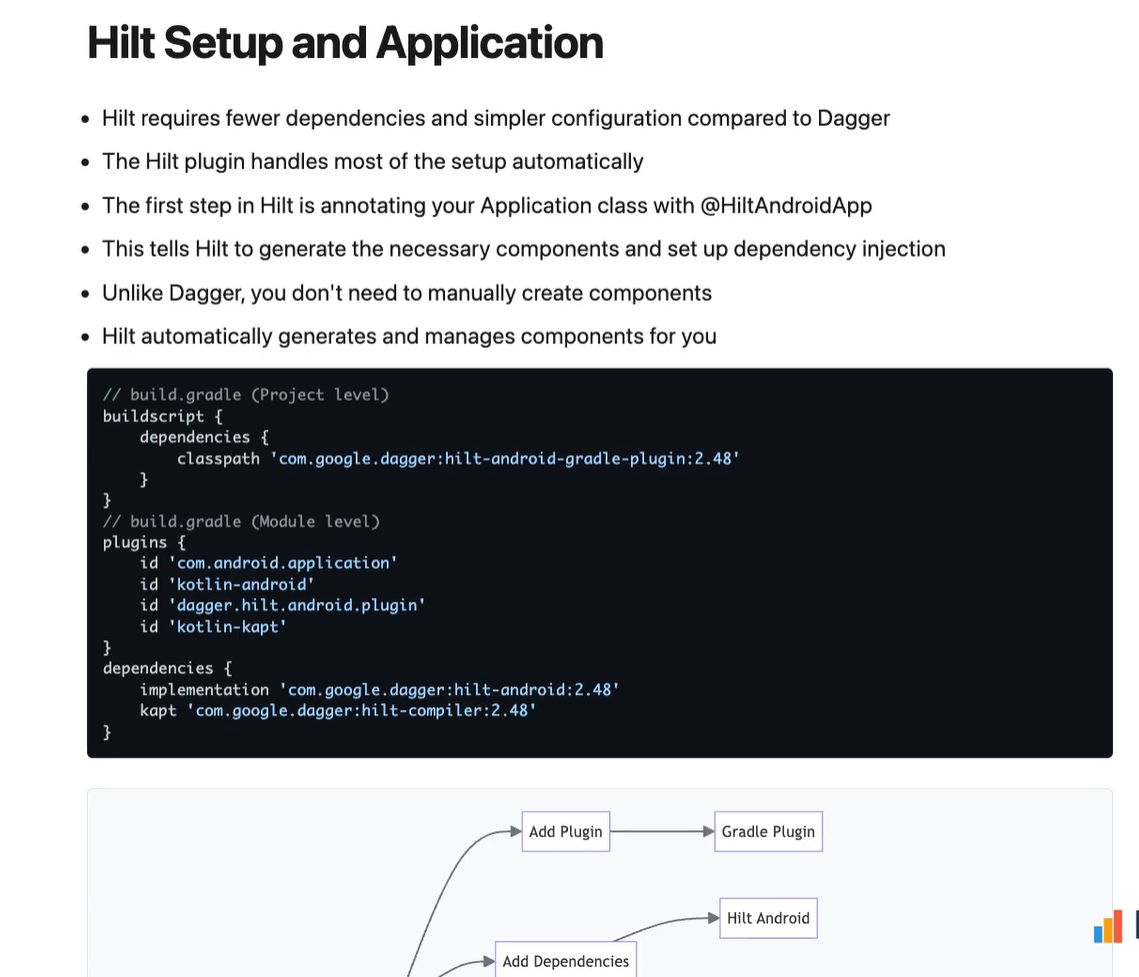 Hilt Setup and Application
Hilt requires fewer dependencies and simpler configuration compared to Dagger
The Hilt plugin handles most of the setup automatically
The first step in Hilt is annotating your Application class with @HiltAndroidApp
This tells Hilt to generate the necessary components and set up dependency injection
Unlike Dagger, you don't need to manually create components
Hilt automatically generates and manages components for you
// build.gradle (Project level)
buildscript {
    dependencies {
        classpath 'com.google.dagger:hilt-android-gradle-plugin:2.48'
    }
}
// build.gradle (Module level)
plugins {
    id 'com.android.application'
    id 'kotlin-android'
    id 'dagger.hilt.android.plugin'
    id 'kotlin-kapt'
}
dependencies {
    implementation 'com.google.dagger:hilt-android:2.48'
    kapt 'com.google.dagger:hilt-compiler:2.48'
}
Add Plugin
Gradle Plugin
Hilt Android
Add Dependencies